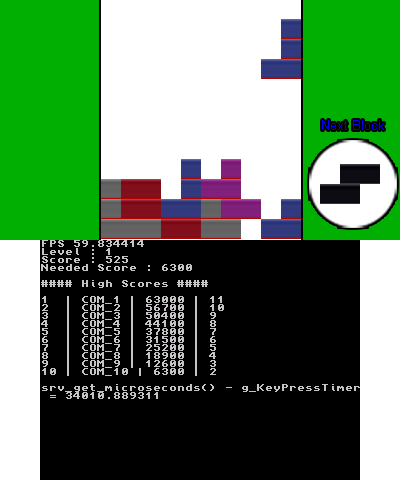 Next Block
FPS 59.834414
Level : 1
Score : 525
Needed Score : 6300
#### High Scores ####
1 | COM_1 | 63000 | 11
2 | COM_2 | 56700 | 10
3 | COM_3 | 50400 | 9
4 | COM_4 | 44100 | 8
5 | COM_5 | 37800 | 7
6 | COM_6 | 31500 | 6
7 | COM_7 | 25200 | 5
8 | COM_8 | 18900 | 4
9 | COM_9 | 12600 | 3
10 | COM_10 | 6300 | 2
srv_get_microseconds() - g_KeyPressTimer
= 34010.889311